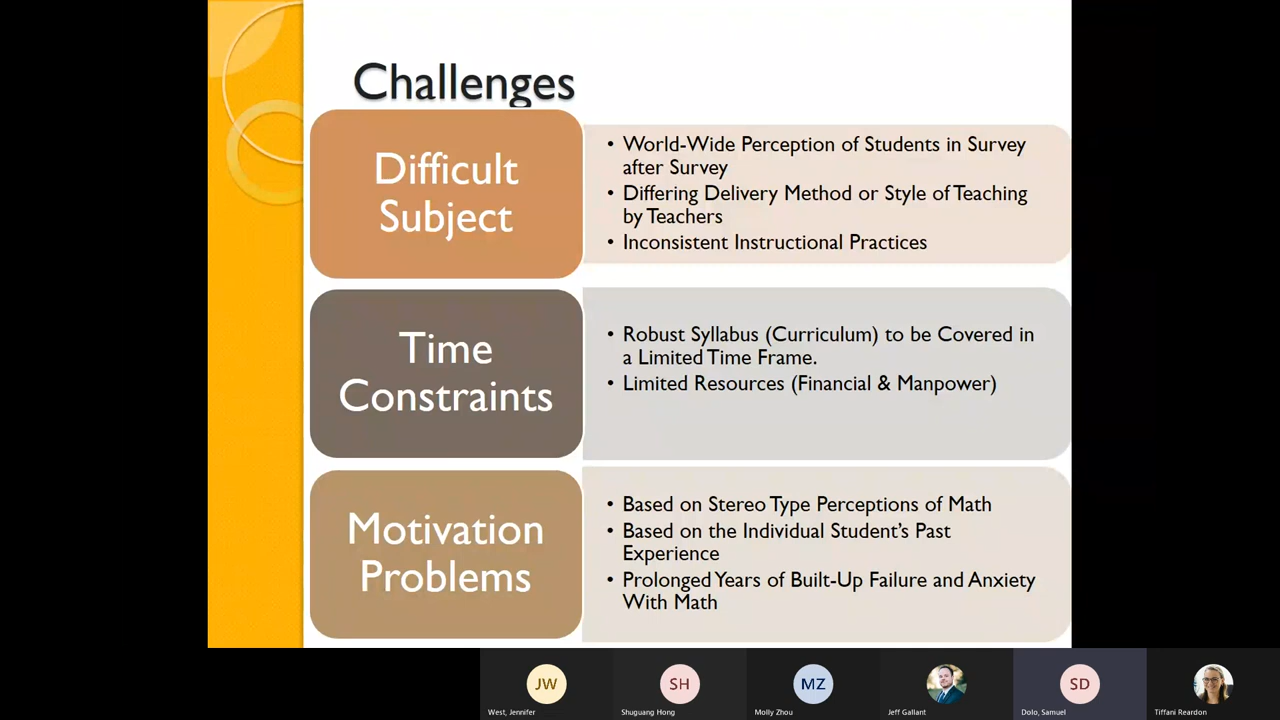 Challenges
Difficult
Subject
• World-Wide Perception of Students in Survey
after Survey
• Differing Delivery Method or Style of Teaching
by Teachers
• Inconsistent Instructional Practices
Time
Constraints
• Robust Syllabus (Curriculum) to be Covered in
a Limited Time Frame.
• Limited Resources (Financial & Manpower)
Motivation
Problems
• Based on Stereo Type Perceptions of Math
• Based on the Individual Student's Past
Experience
• Prolonged Years of Built-Up Failure and Anxiety
With Math
JW
SH
MZ
SD
West, Jennifer
Shuguang Hong
Molly Zhou
Jeff Gallant
Dolo, Samuel
Tiffani Reardon